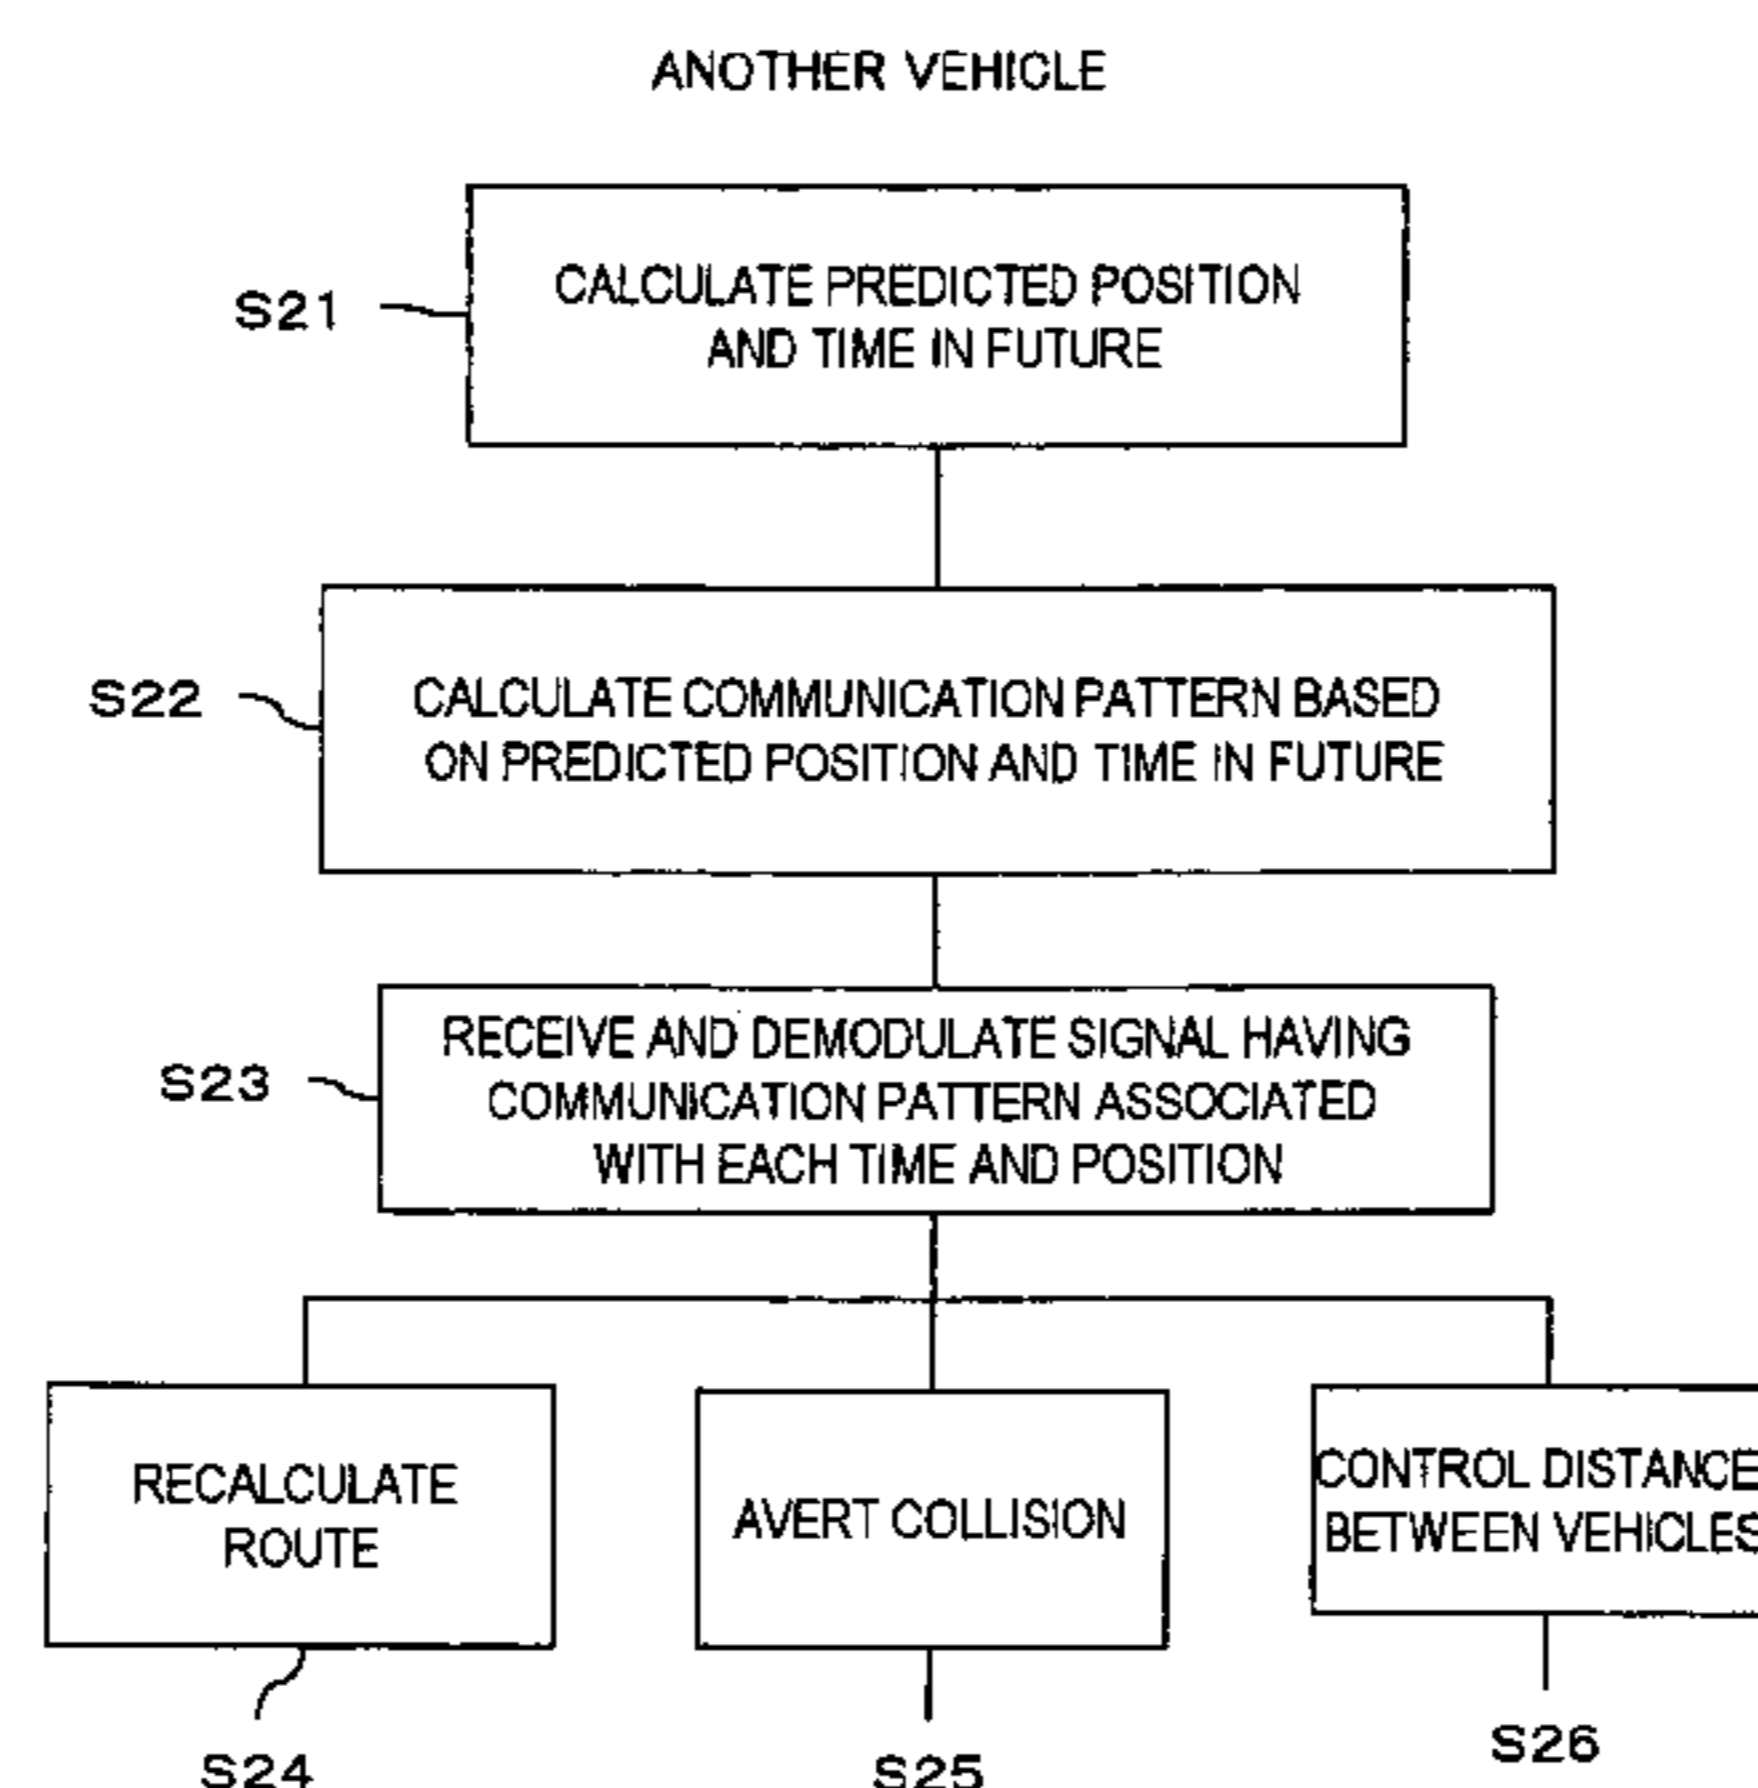 ANOTHER VEHICLE
S21
CALCULATE PREDICTED POSITION
AND TIME IN FUTURE
S22
CALCULATE COMMUNICATION PATTERN BASED
ON PREDICTED POSITION AND TIME IN FUTURE
S23
RECEIVE AND DEMODULATE SIGNAL HAVING
COMMUNICATION PATTERN ASSOCIATED
WITH EACH TIME AND POSITION
RECALCULATE
ROUTE
AVERT COLLISION
CONTROL DISTANCE
BETWEEN VEHICLES
S24
S25
S26